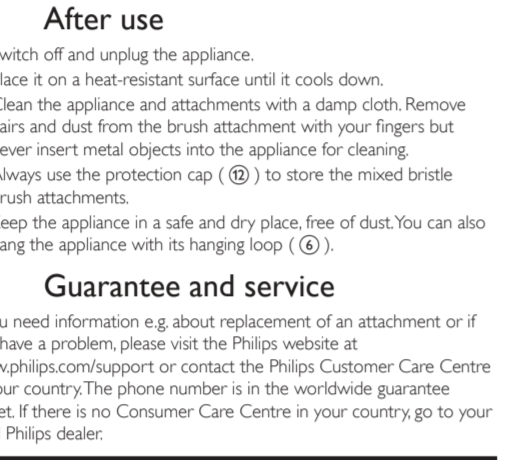 After use
witch off and unplug the appliance.
lace it on a heat-resistant surface until it cools down.
Clean the appliance and attachments with a damp cloth. Remove
airs and dust from the brush attachment with your fingers but
ever insert metal objects into the appliance for cleaning.
Always use the protection cap ( ⑫ ) to store the mixed bristle
rush attachments.
eep the appliance in a safe and dry place, free of dust. You can also
ang the appliance with its hanging loop ( ⑥ ).
Guarantee and service
u need information e.g. about replacement of an attachment or if
have a problem, please visit the Philips website at
w.philips.com/support or contact the Philips Customer Care Centre
our country. The phone number is in the worldwide guarantee
et. If there is no Consumer Care Centre in your country, go to your
Philips dealer.